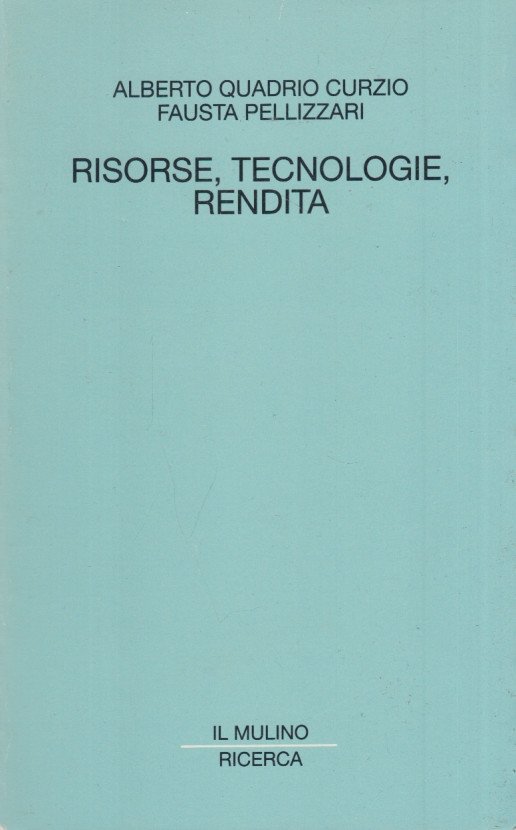 ALBERTO QUADRIO CURZIO
FAUSTA PELLIZZARI
RISORSE, TECNOLOGIE,
RENDITA
IL MULINO
RICERCA